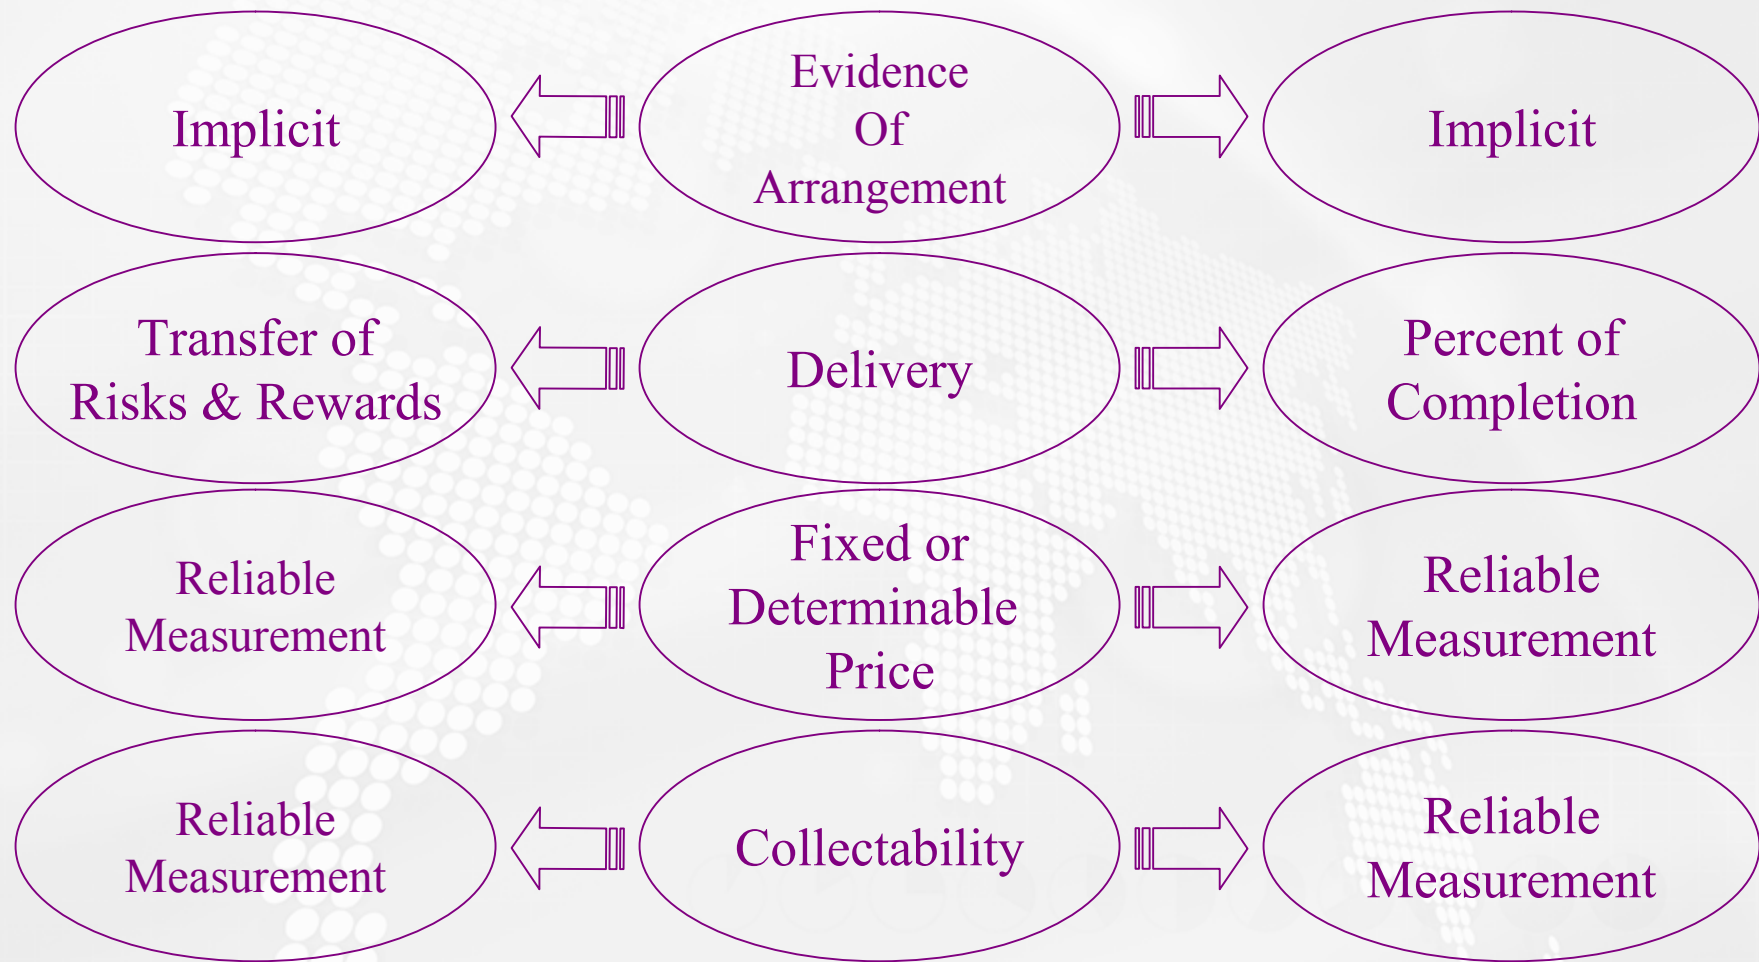 Implicit
Evidence
Of
Arrangement
Implicit
Transfer of
Risks & Rewards
Delivery
Percent of
Completion
Reliable
Measurement
Fixed or
Determinable
Price
Reliable
Measurement
Reliable
Measurement
Collectability
Reliable
Measurement